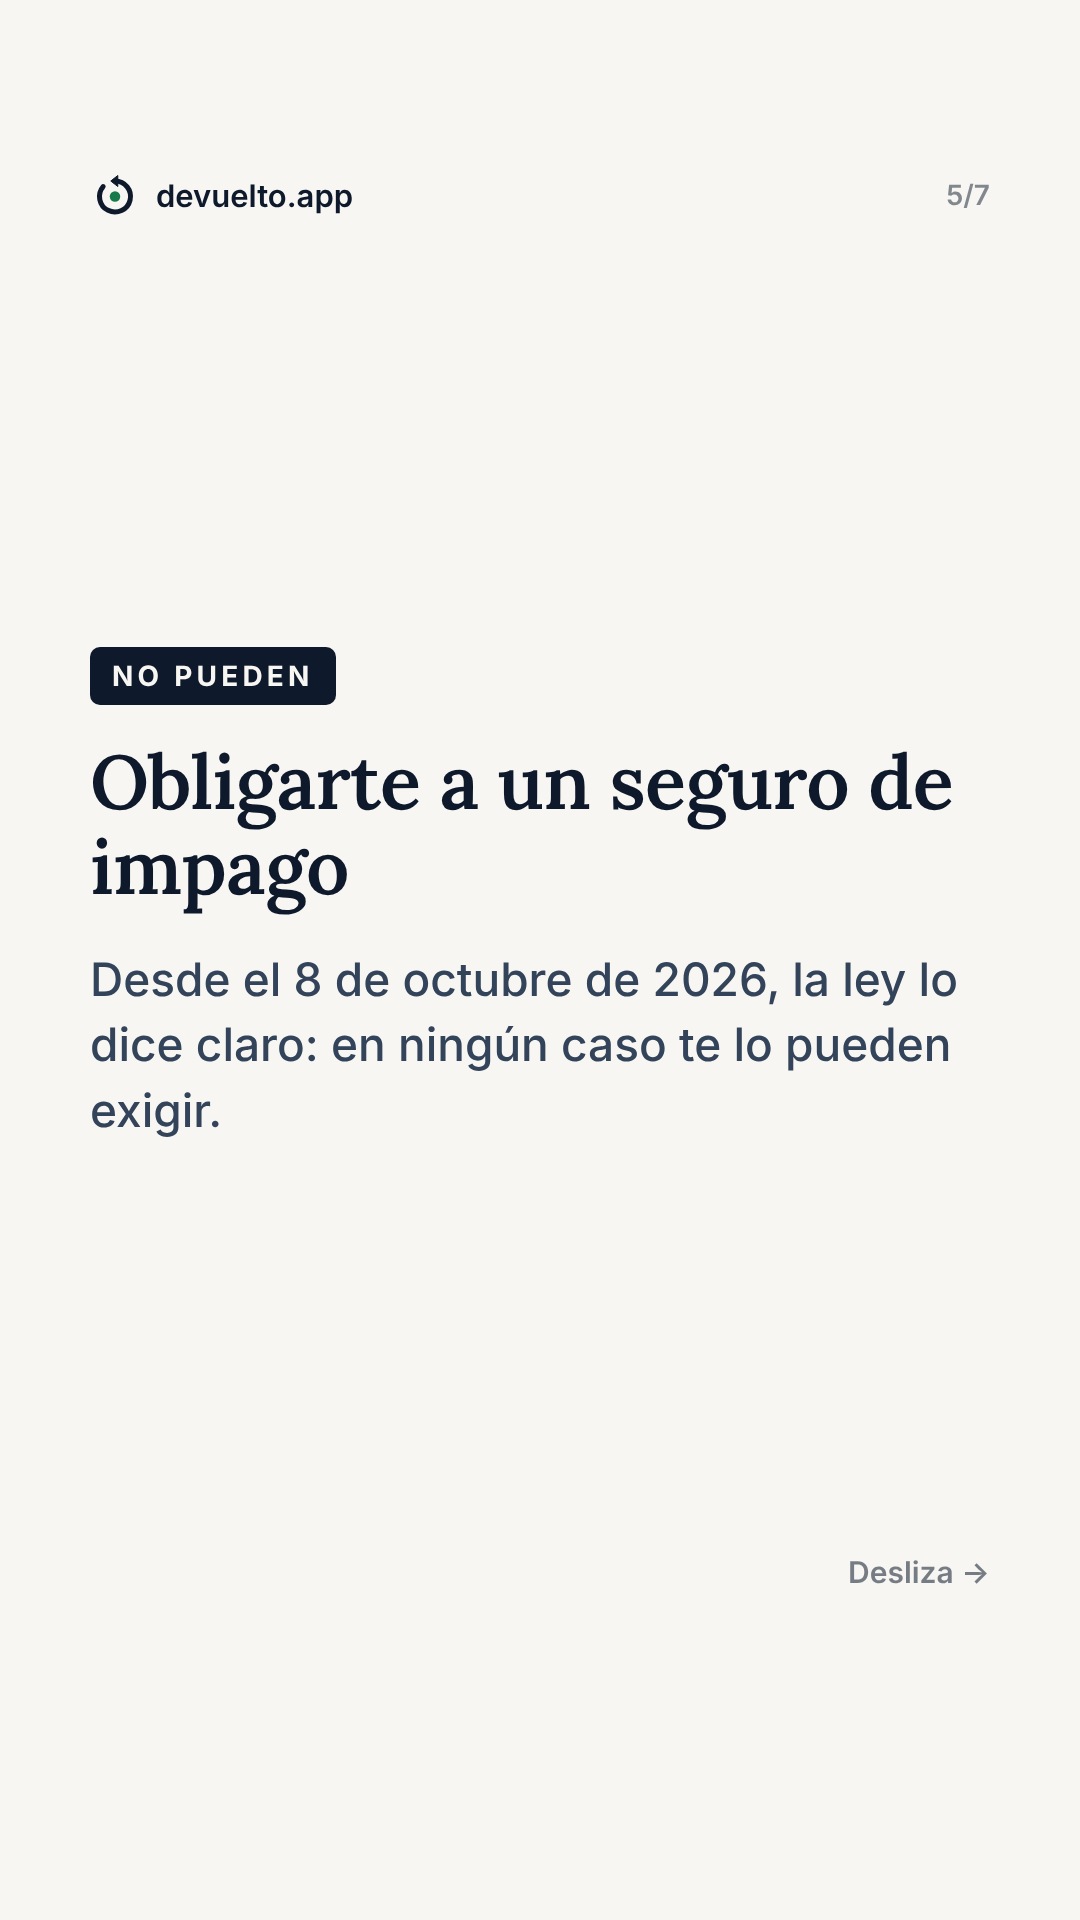 devuelto.app
5/7
NO PUEDEN
Obligarte a un seguro de
impago
Desde el 8 de octubre de 2026, la ley lo
dice claro: en ningún caso te lo pueden
exigir.
Desliza →